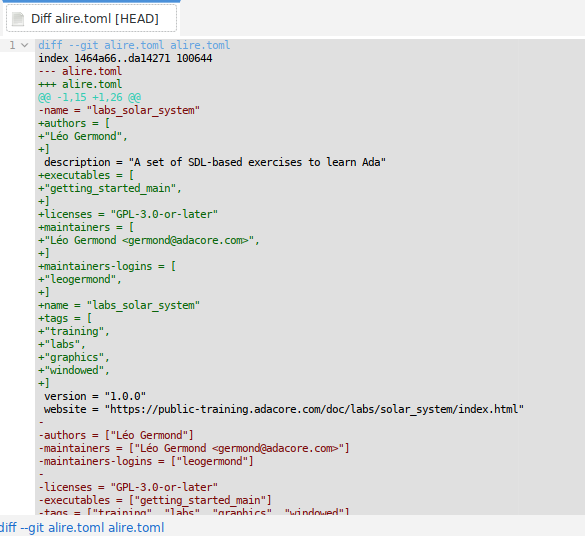 Diff alire.toml [HEAD]
1 diff --git alire.toml alire.toml
index 1464a66..da14271 100644
--- alire.toml
+++ alire.toml
@@ -1,15 +1,26 @@
-name = "labs_solar_system"
+authors = [
+"Léo Germond",
+]
 description = "A set of SDL-based exercises to learn Ada"
+executables = [
+"getting_started_main",
+]
+licenses = "GPL-3.0-or-later"
+maintainers = [
+"Léo Germond <germond@adacore.com>",
+]
+maintainers-logins = [
+"leogermond",
+]
+name = "labs_solar_system"
+tags = [
+"training",
+"labs",
+"graphics",
+"windowed",
+]
 version = "1.0.0"
 website = "https://public-training.adacore.com/doc/labs/solar_system/index.html"
-
-authors = ["Léo Germond"]
-maintainers = ["Léo Germond <germond@adacore.com>"]
-maintainers-logins = ["leogermond"]
-
-licenses = "GPL-3.0-or-later"
-executables = ["getting_started_main"]
-tags = ["training", "labs", "graphics", "windowed"]
diff --git alire.toml alire.toml